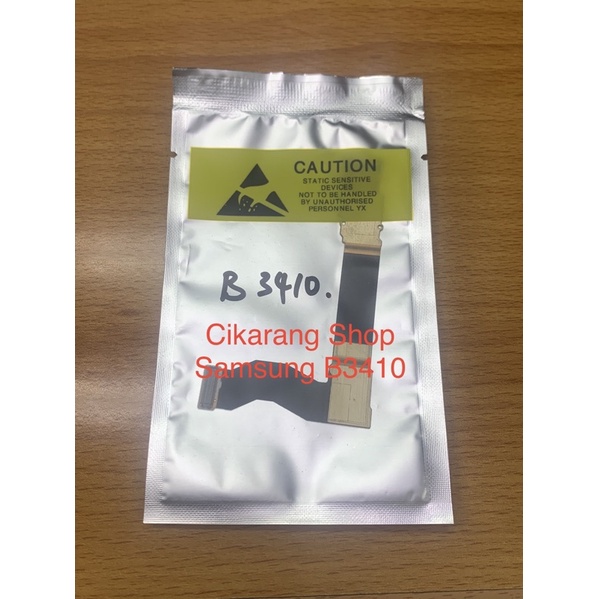 CAUTION
STATIC SENSITIVE
DEVICES
NOT TO BE HANDLED
BY UNAUTHORISED
PERSONNEL YX
B 3410.
Cikarang Shop
Samsung B3410